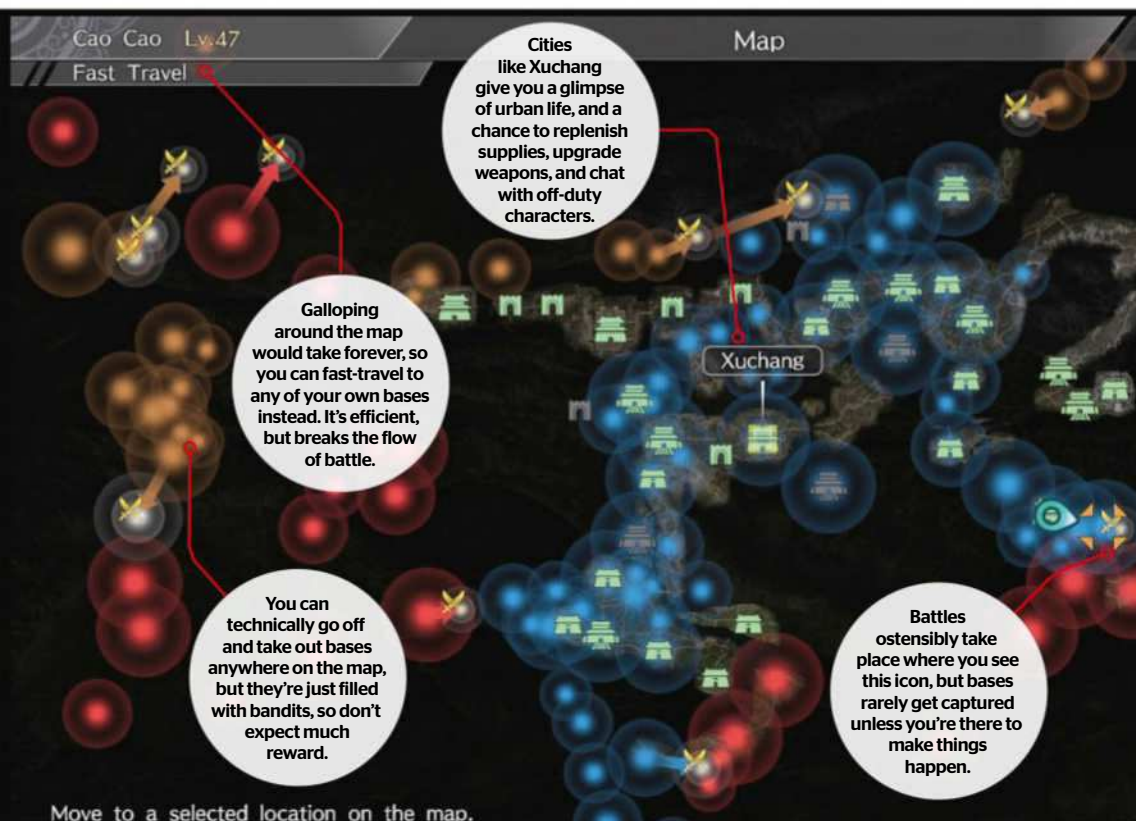 Cao Cao Lv.47
Map
Fast Travel
Cities
like Xuchang
give you a glimpse
of urban life, and a
chance to replenish
supplies, upgrade
weapons, and chat
with off-duty
characters.
Galloping
around the map
would take forever, so
you can fast-travel to
any of your own bases
instead. It's efficient,
but breaks the flow
of battle.
Xuchang
You can
technically go off
and take out bases
anywhere on the map,
but they're just filled
with bandits, so don't
expect much
reward.
Battles
ostensibly take
place where you see
this icon, but bases
rarely get captured
unless you're there to
make things
happen.
Move to a selected location on the map.